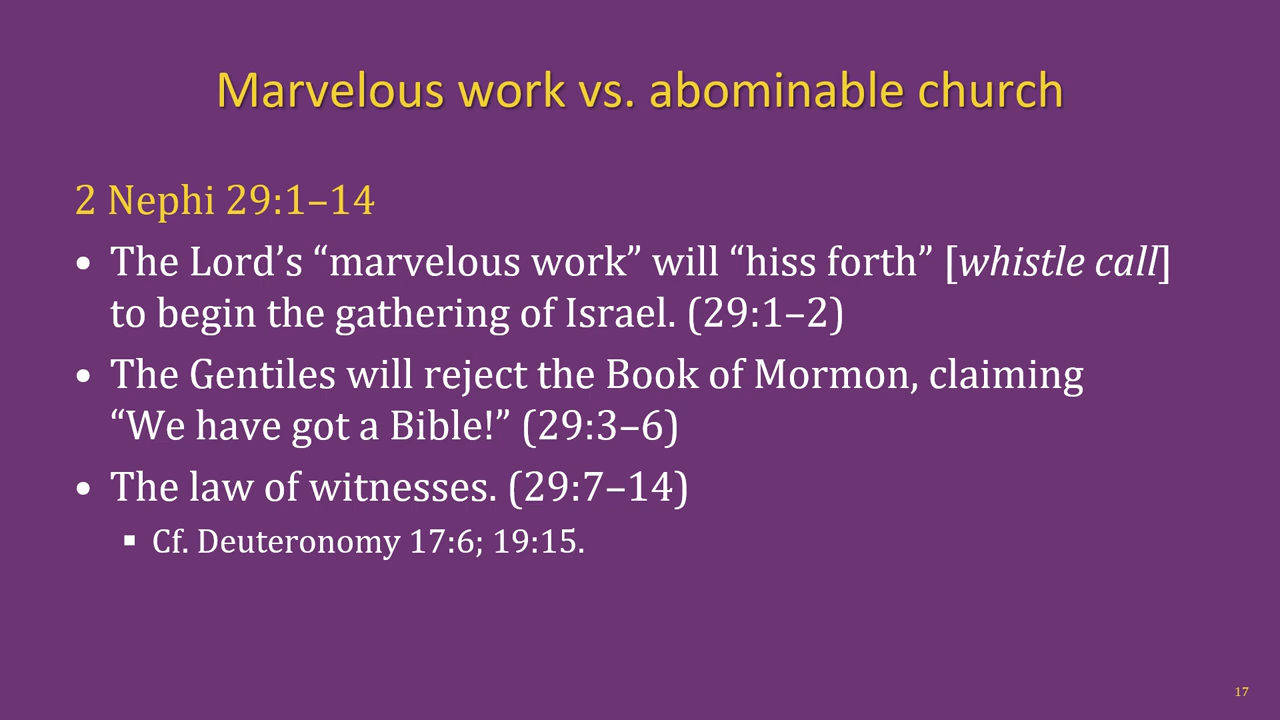 Marvelous work vs. abominable church
2 Nephi 29:1–14
• The Lord’s “marvelous work” will “hiss forth” [whistle call]
to begin the gathering of Israel. (29:1–2)
• The Gentiles will reject the Book of Mormon, claiming
“We have got a Bible!” (29:3–6)
• The law of witnesses. (29:7–14)
▪ Cf. Deuteronomy 17:6; 19:15.
17